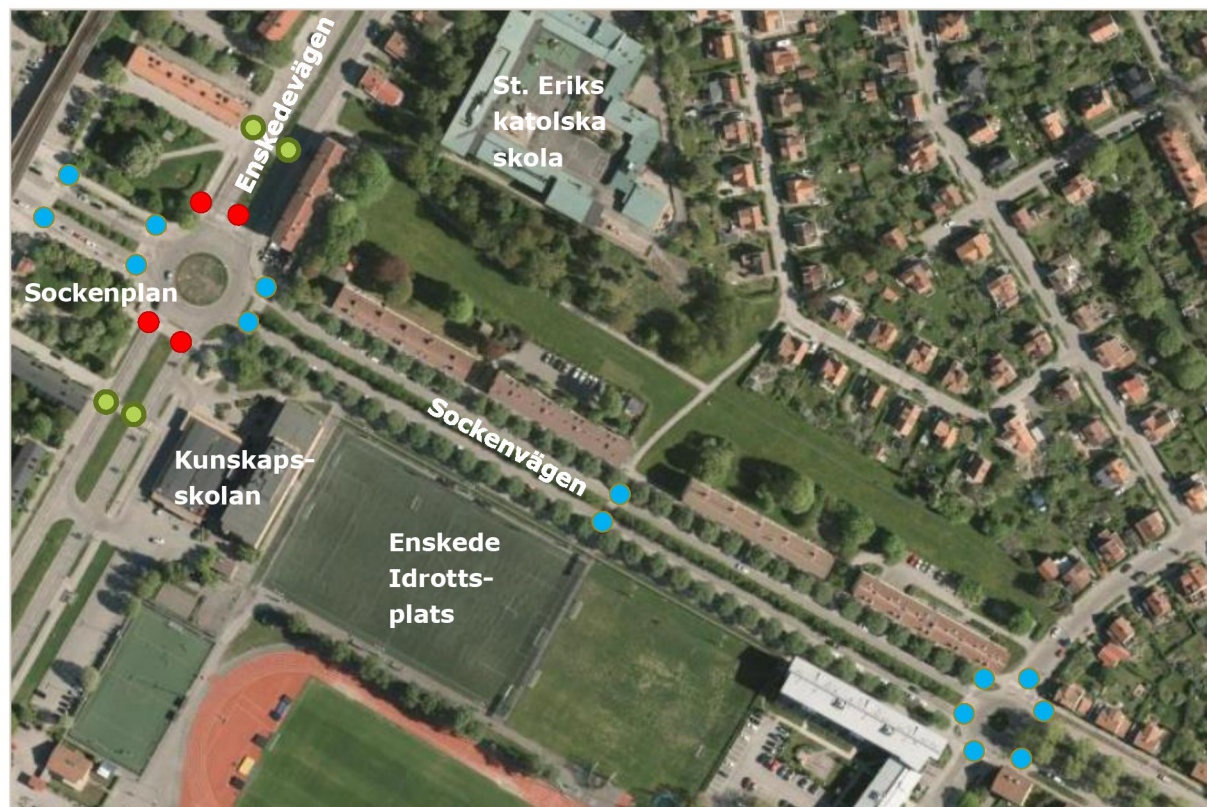 Enskedevägen
St. Eriks
katolska
skola
Sockenplan
Sockenvägen
Kunskaps-
skolan
Enskede
Idrotts-
plats